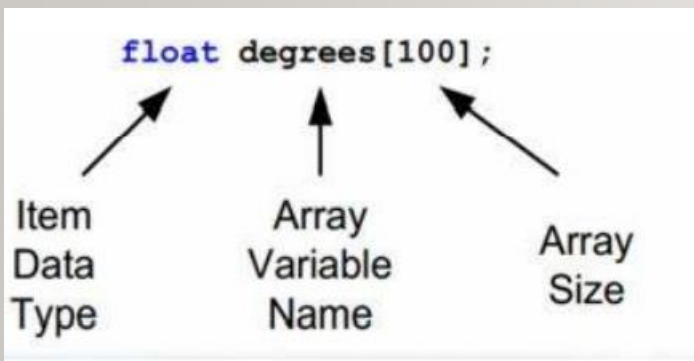 float degrees[100];
Item
Data
Type
Array
Variable
Name
Array
Size